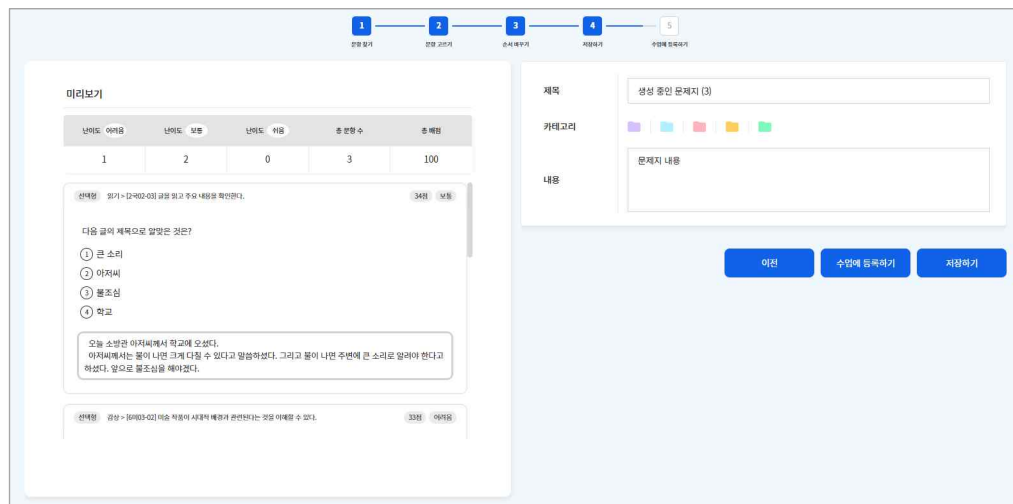 1 2 3 4 5
문항 찾기 문항 고르기 순서 바꾸기 저장하기 수업에 등록하기
미리보기
난이도 어려움 난이도 보통 난이도 쉬움 총 문항 수 총 배점
1 2 0 3 100
선택형 읽기 > [2국02-03] 글을 읽고 주요 내용을 확인한다. 34점 보통
다음 글의 제목으로 알맞은 것은?
① 큰 소리
② 아저씨
③ 불조심
④ 학교
오늘 소방관 아저씨께서 학교에 오셨다.
아저씨께서는 불이 나면 크게 다칠 수 있다고 말씀하셨다. 그리고 불이 나면 주변에 큰 소리로 알려야 한다고
하셨다. 앞으로 불조심을 해야겠다.
선택형 감상 > [6미03-02] 미술 작품이 시대적 배경과 관련된다는 것을 이해할 수 있다. 33점 어려움
제목 생성 중인 문제지 (3)
카테고리
내용 문제지 내용
이전 수업에 등록하기 저장하기